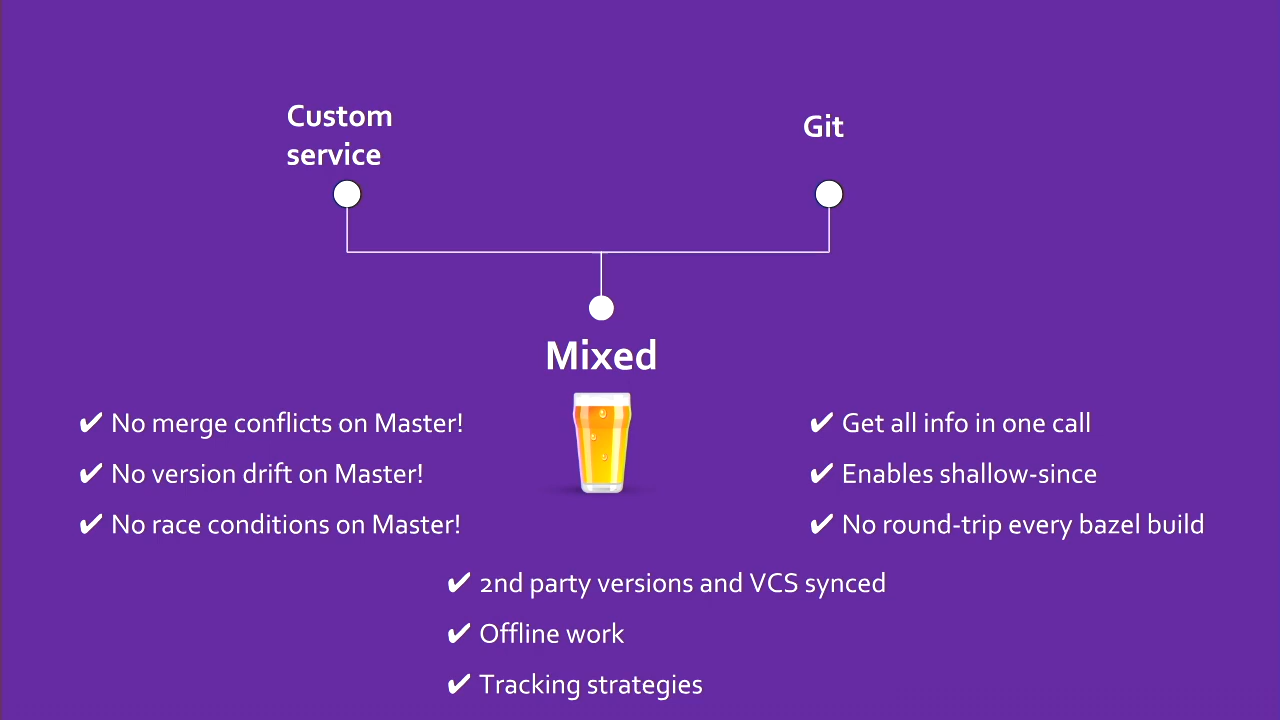 Custom
service
Git
Mixed
✔ No merge conflicts on Master!
✔ No version drift on Master!
✔ No race conditions on Master!
✔ Get all info in one call
✔ Enables shallow-since
✔ No round-trip every bazel build
✔ 2nd party versions and VCS synced
✔ Offline work
✔ Tracking strategies